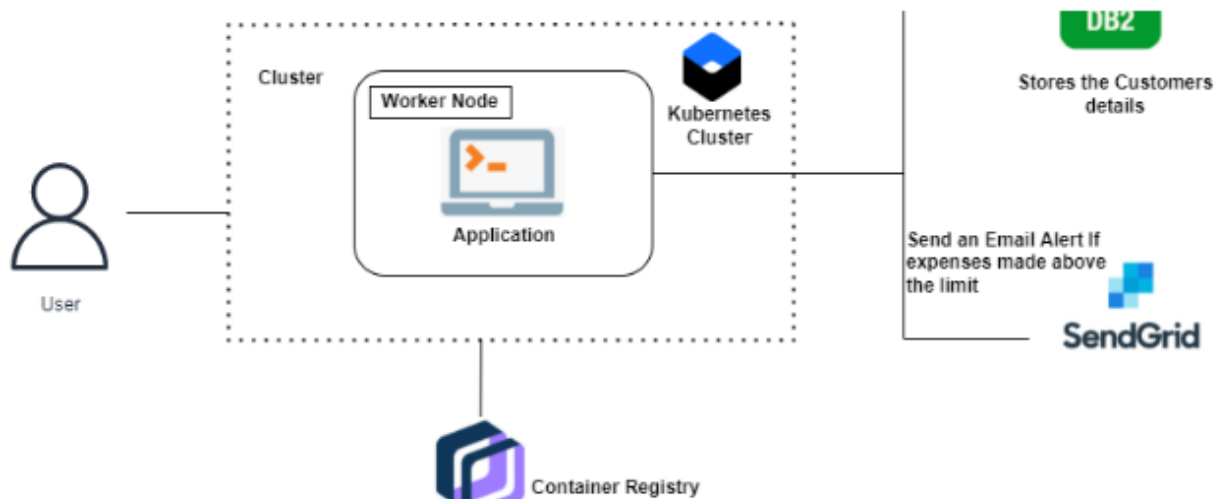 DB2
Stores the Customers
details
Cluster
Worker Node
Kubernetes
Cluster
>_
Application
User
Send an Email Alert If
expenses made above
the limit
SendGrid
Container Registry